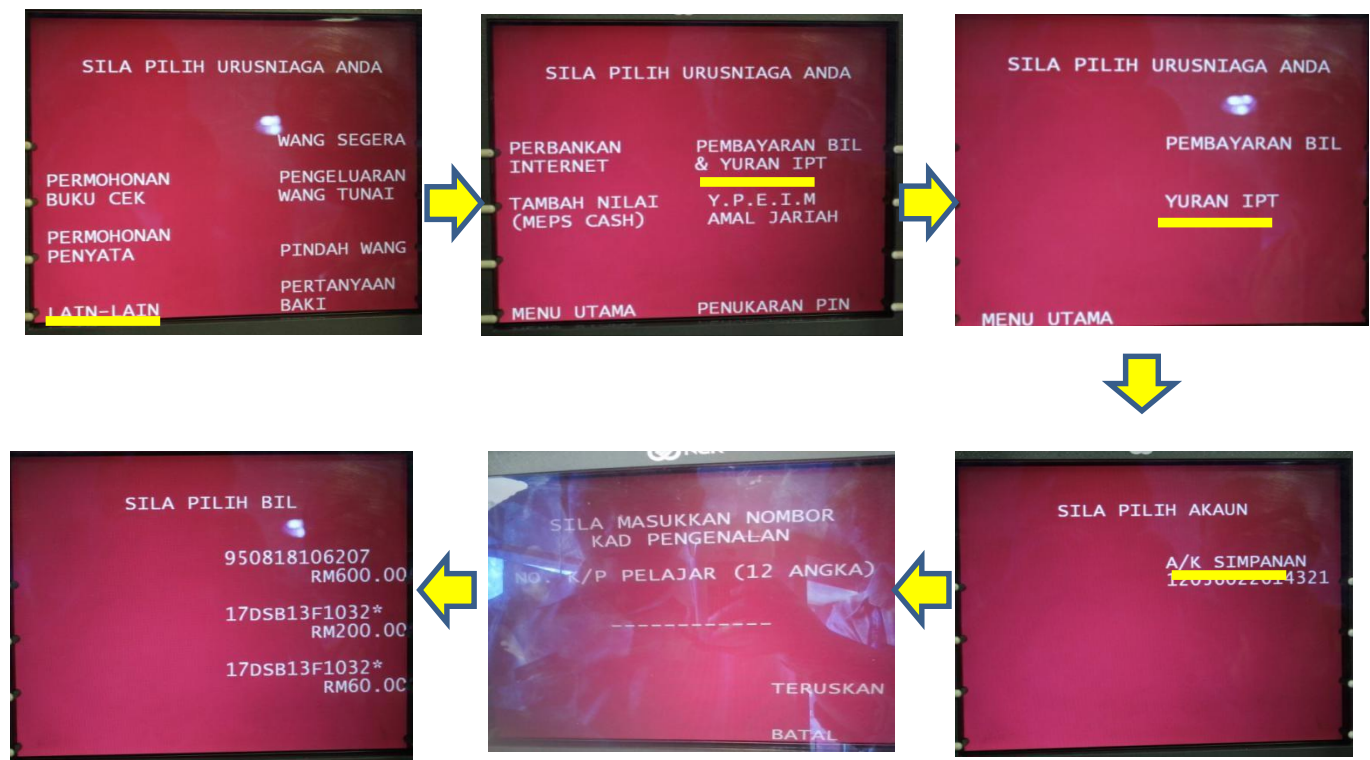 SILA PILIH URUSNIAGA ANDA
WANG SEGERA
PERMOHONAN
BUKU CEK
PENGELUARAN
WANG TUNAI
PERMOHONAN
PENYATA
PINDAH WANG
LAIN-LAIN
PERTANYAAN
BAKI
SILA PILIH URUSNIAGA ANDA
PERBANKAN
INTERNET
PEMBAYARAN BIL
& YURAN IPT
TAMBAH NILAI
(MEPS CASH)
Y.P.E.I.M
AMAL JARIAH
MENU UTAMA
PENUKARAN PIN
SILA PILIH URUSNIAGA ANDA
PEMBAYARAN BIL
YURAN IPT
MENU UTAMA
SILA PILIH AKAUN
A/K SIMPANAN
SILA MASUKKAN NOMBOR
KAD PENGENALAN
NO. K/P PELAJAR (12 ANGKA)
------------
TERUSKAN
BATAL
SILA PILIH BIL
950818106207
RM600.00
17DSB13F1032*
RM200.00
17DSB13F1032*
RM60.00